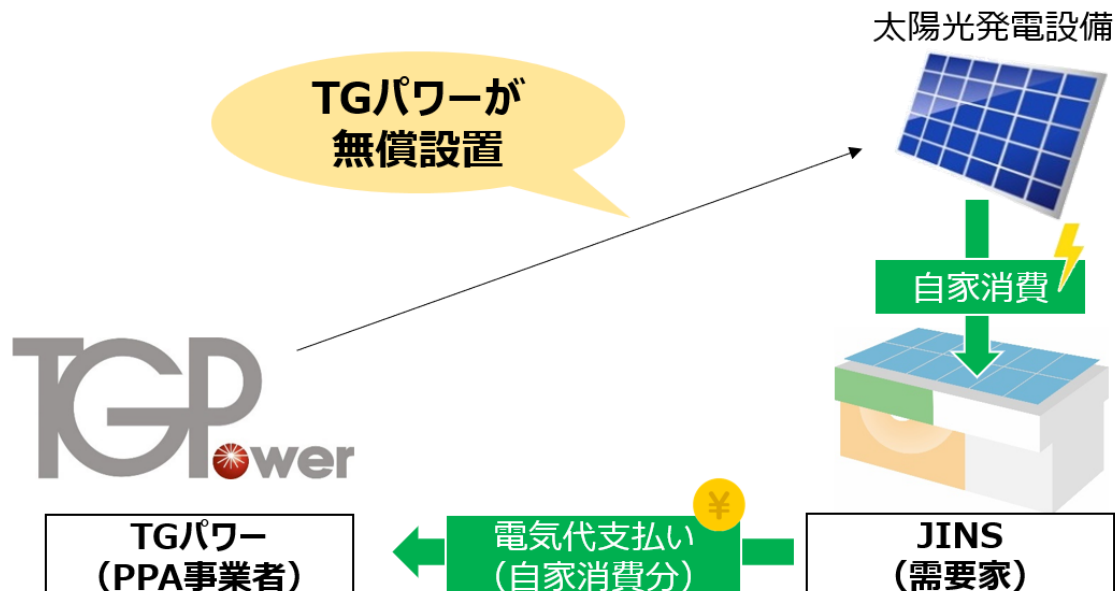 太陽光発電設備
TGパワーが
無償設置
自家消費
TGPower
TGパワー
（PPA事業者）
電気代支払い
（自家消費分）
¥
JINS
（需要家）